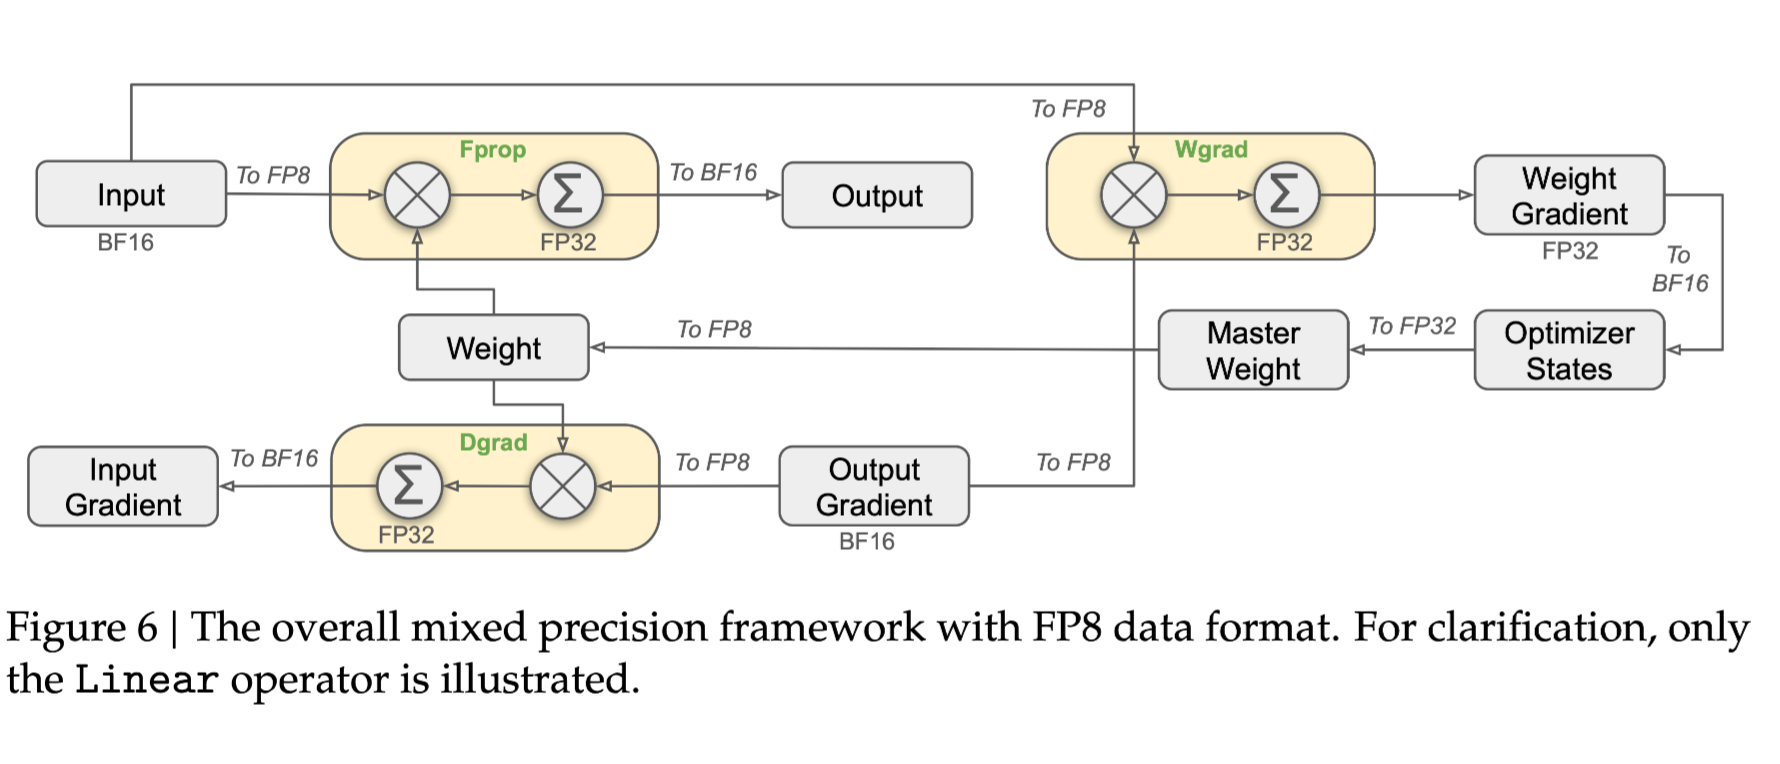 To FP8
Fprop
Wgrad
Input
To FP8
Σ
To BF16
Output
Σ
Weight
Gradient
BF16
FP32
FP32
FP32
To
BF16
Weight
To FP8
Master
Weight
To FP32
Optimizer
States
Dgrad
Input
Gradient
To BF16
Σ
To FP8
Output
Gradient
To FP8
FP32
BF16
Figure 6 | The overall mixed precision framework with FP8 data format. For clarification, only
the Linear operator is illustrated.